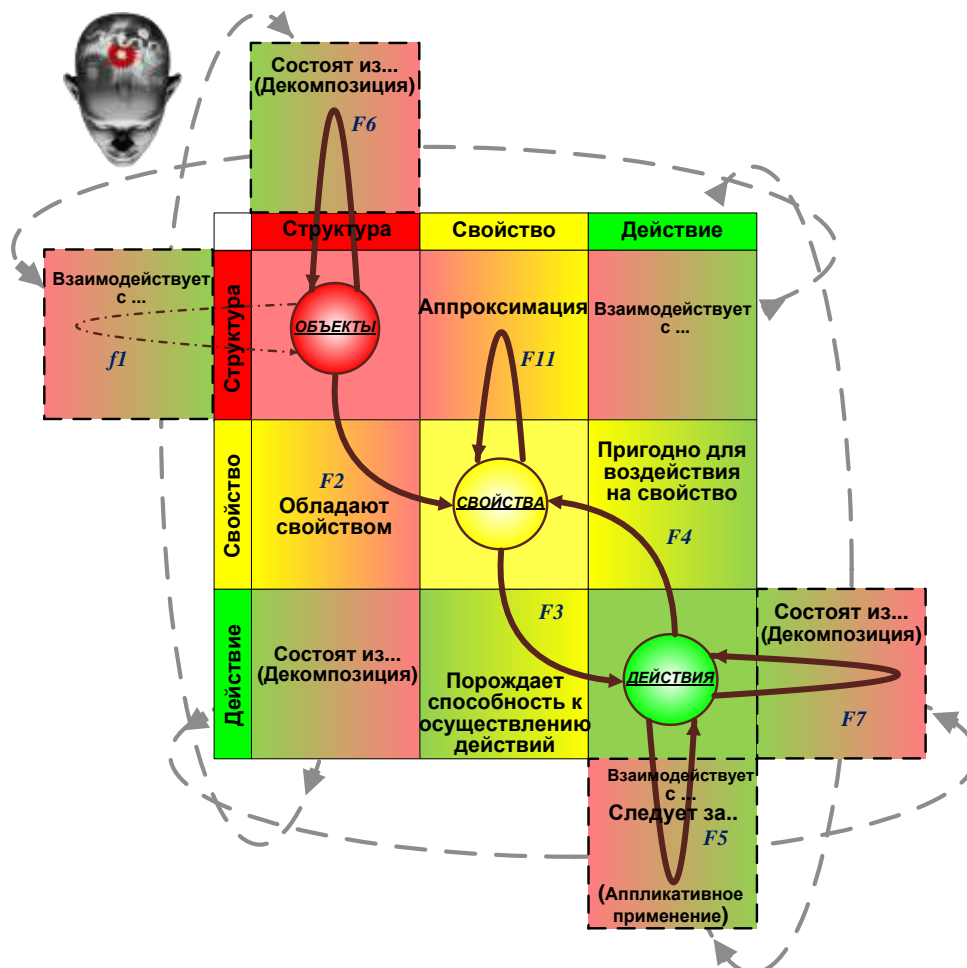 Состоят из...
(Декомпозиция)
F6
Структура
Свойство
Действие
Взаимодействует
с ...
f1
Структура
ОБЪЕКТЫ
Аппроксимация
F11
Взаимодействует
с ...
Свойство
F2
Обладают
свойством
СВОЙСТВА
Пригодно для
воздействия
на свойство
F4
Действие
Состоят из...
(Декомпозиция)
F3
Порождает
способность к
осуществлению
действий
ДЕЙСТВИЯ
Состоят из...
(Декомпозиция)
F7
Взаимодействует
с ...
Следует за..
F5
(Аппликативное
применение)